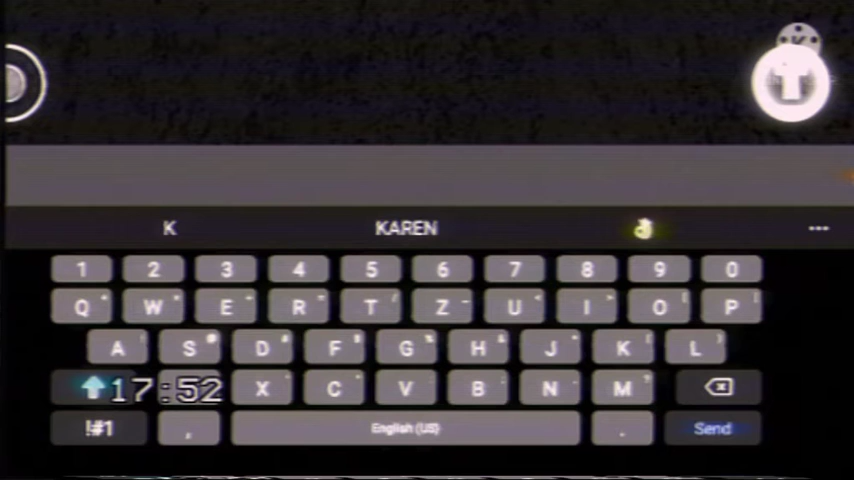 T
K KAREN •••
1 2 3 4 5 6 7 8 9 0
Q W E R T Z U I O P
A S D F G H J K L
17:52 X C V B N M
!#1 , English (US) . Send